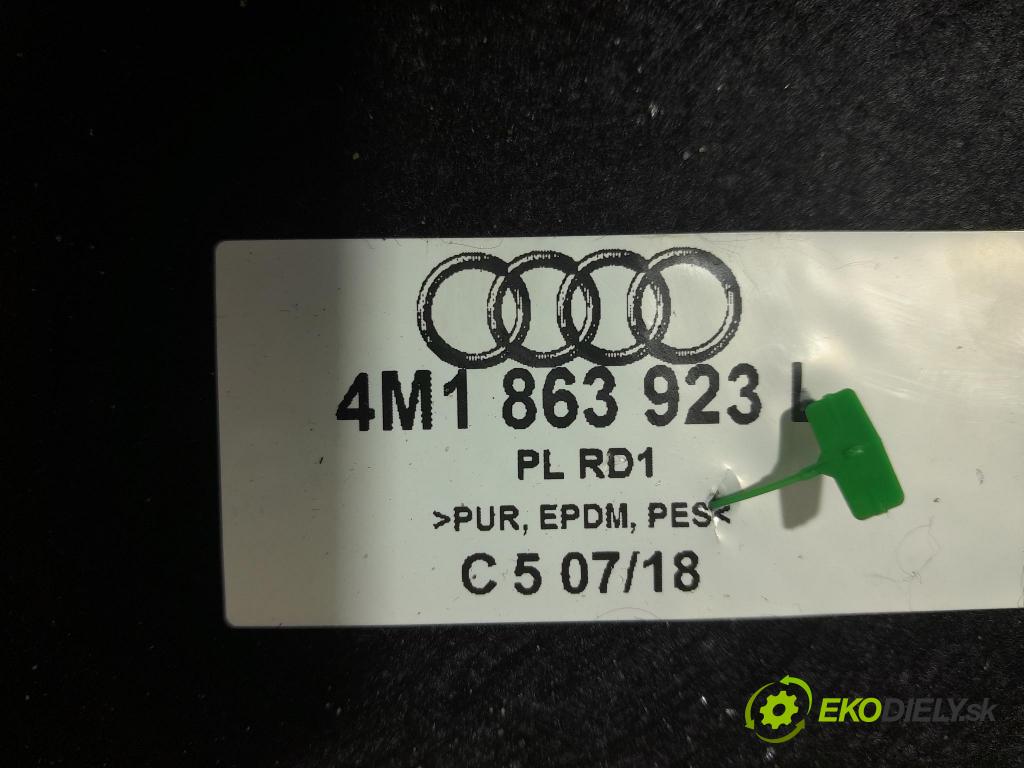 4M1 863 923 L
PL RD1
>PUR, EPDM, PES<
C 5 07/18
EKODIELY.sk